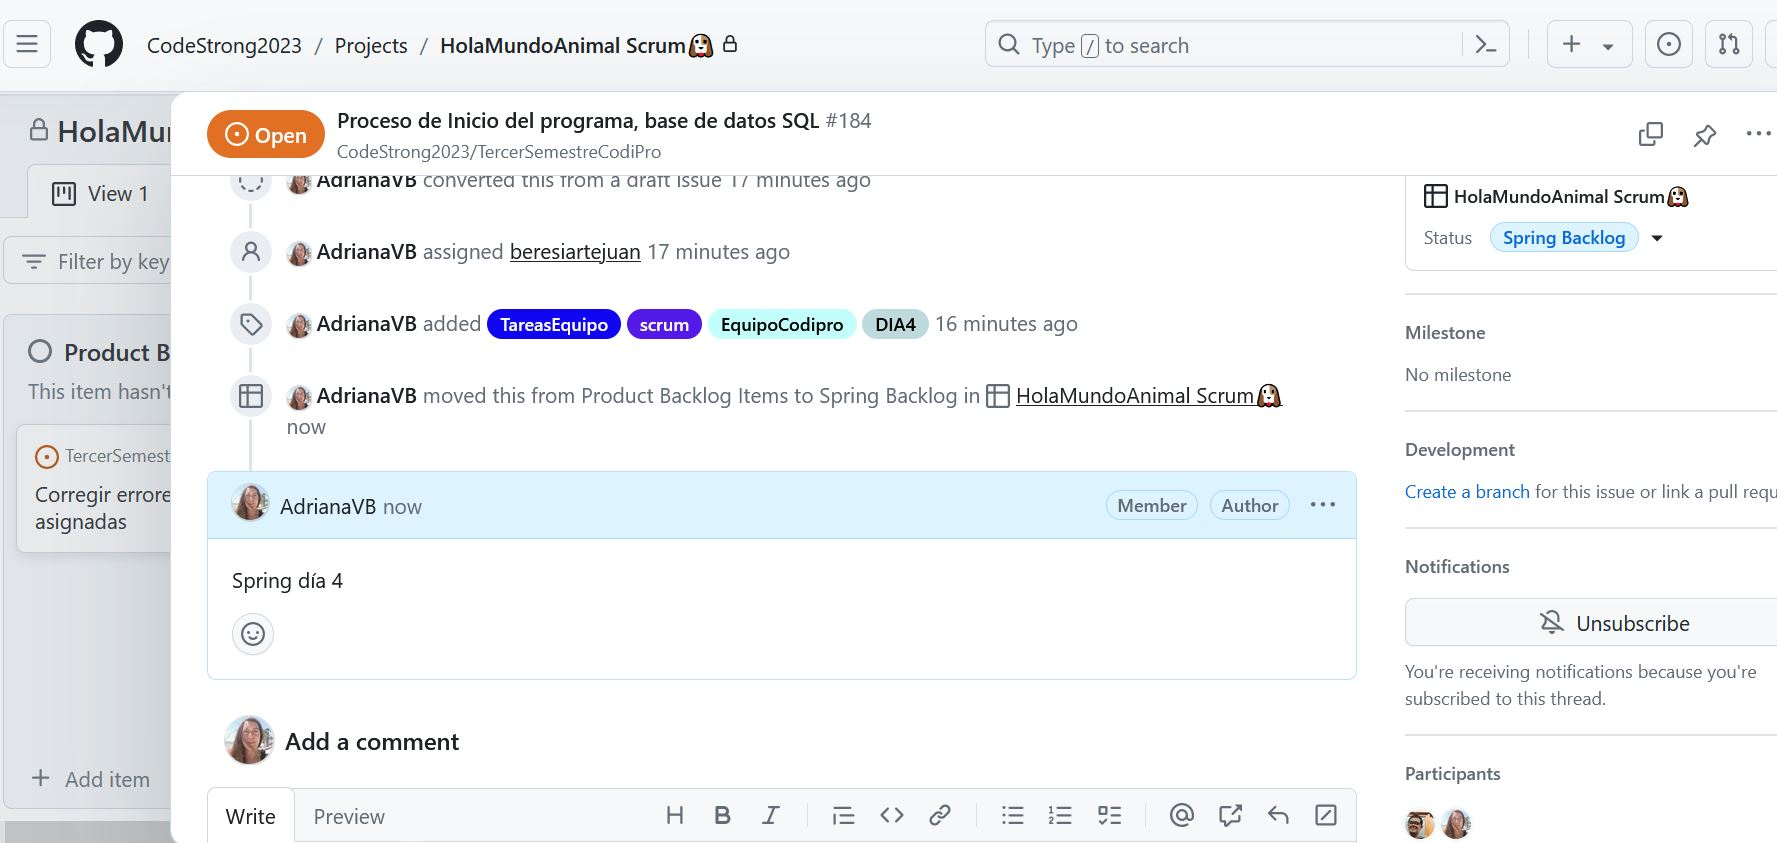 CodeStrong2023 / Projects / HolaMundoAnimal Scrum
Type / to search
HolaMu
View 1
Filter by key
Product B
This item hasn't
TercerSemest
Corregir errore
asignadas
Add item
Open
Proceso de Inicio del programa, base de datos SQL #184
CodeStrong2023/TercerSemestreCodiPro
AdrianaVB converted this from a draft issue 17 minutes ago
AdrianaVB assigned beresiartejuan 17 minutes ago
AdrianaVB added TareasEquipo scrum EquipoCodipro DIA4 16 minutes ago
AdrianaVB moved this from Product Backlog Items to Spring Backlog in HolaMundoAnimal Scrum
now
AdrianaVB now Member Author
Spring día 4
Add a comment
Write Preview
HolaMundoAnimal Scrum
Status Spring Backlog
Milestone
No milestone
Development
Create a branch for this issue or link a pull requ
Notifications
Unsubscribe
You're receiving notifications because you're
subscribed to this thread.
Participants